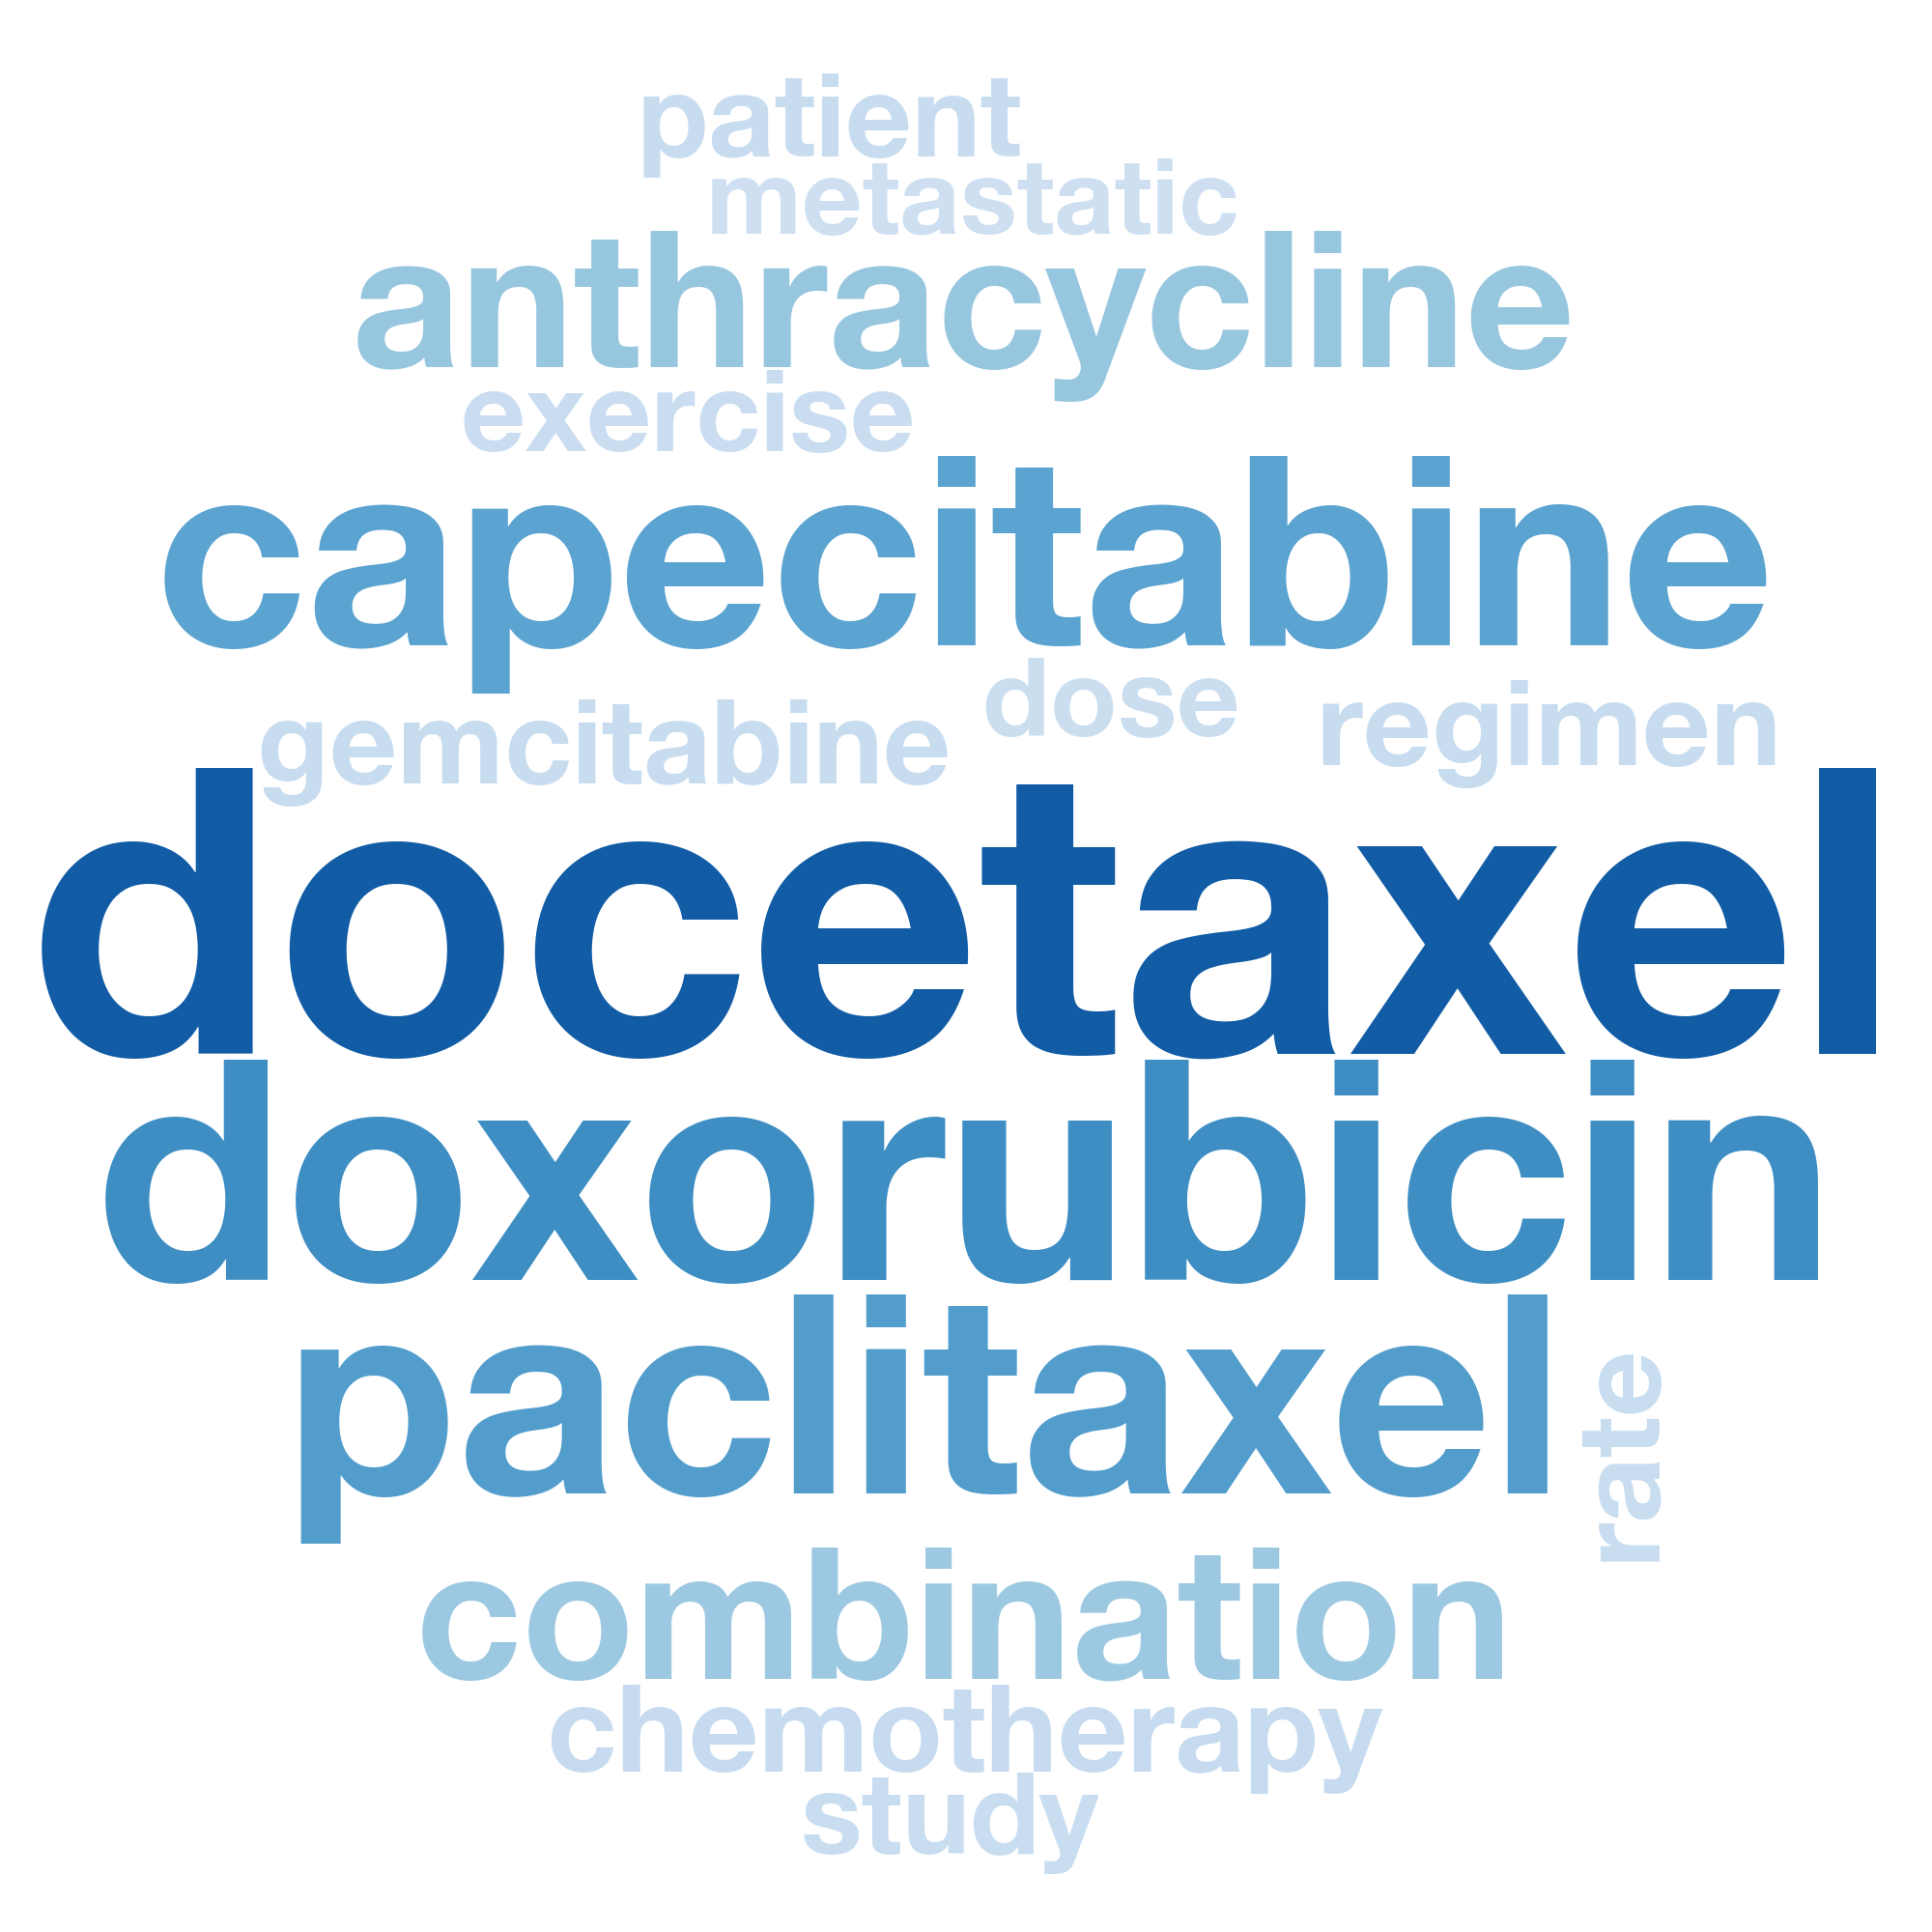 patient
metastatic
anthracycline
exercise
capecitabine
dose
regimen
gemcitabine
docetaxel
doxorubicin
paclitaxel
rate
combination
chemotherapy
study